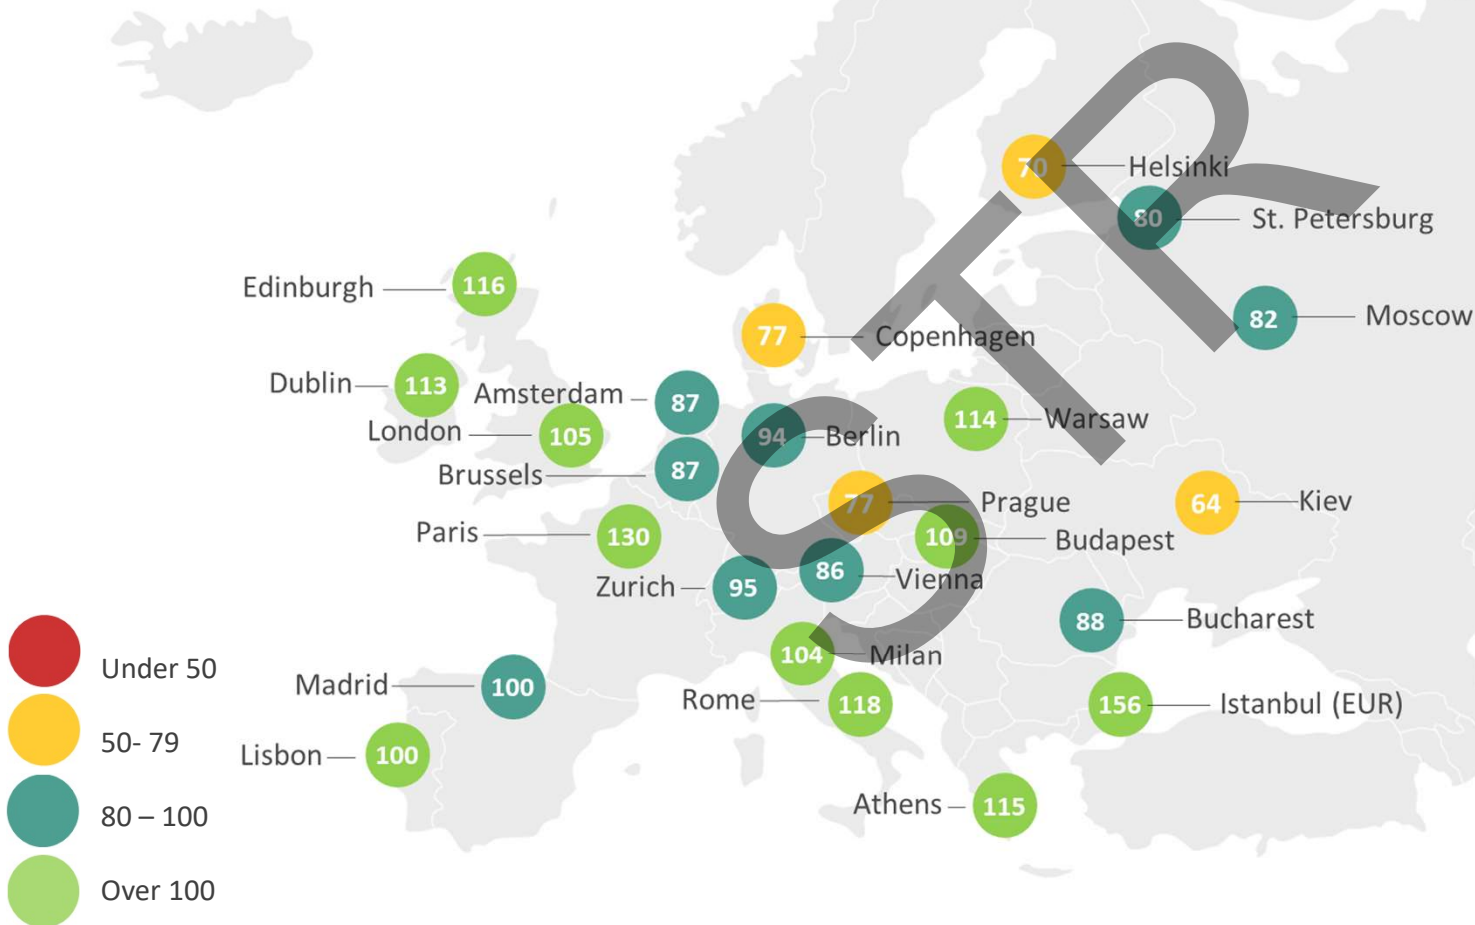 70 Helsinki
80 St. Petersburg
Edinburgh 116
82 Moscow
77 Copenhagen
Dublin 113
Amsterdam 87
114 Warsaw
London 105
94 Berlin
Brussels 87
77 Prague
64 Kiev
Paris 130
109 Budapest
Zurich 95
86 Vienna
88 Bucharest
104 Milan
Madrid 100
Rome 118
156 Istanbul (EUR)
Lisbon 100
Athens 115
Under 50
50- 79
80 – 100
Over 100
STR